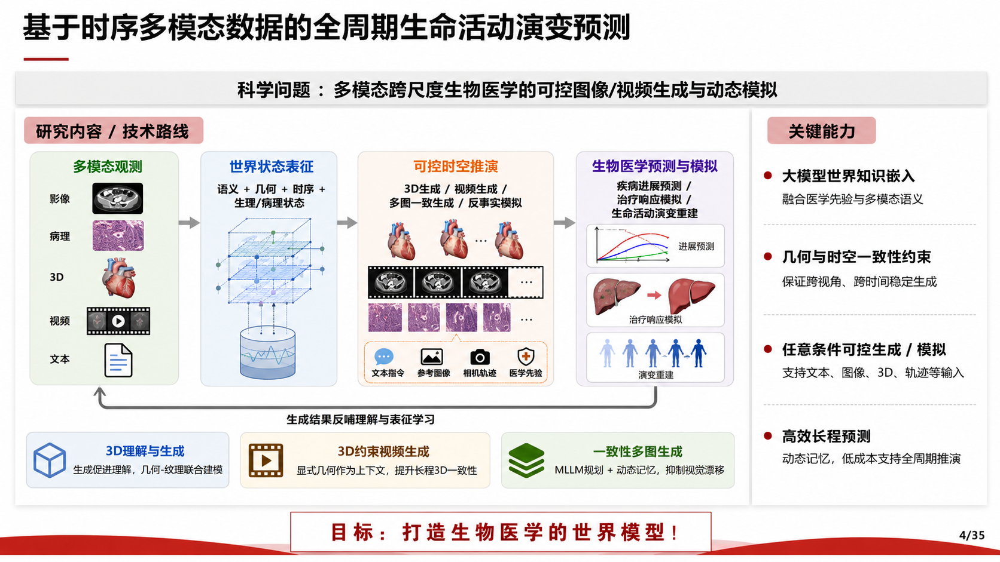 基于时序多模态数据的全周期生命活动演变预测
科学问题：多模态跨尺度生物医学的可控图像/视频生成与动态模拟
研究内容 / 技术路线
多模态观测
影像
病理
3D
视频
文本
世界状态表征
语义 + 几何 + 时序 +
生理/病理状态
可控时空推演
3D生成 / 视频生成 /
多图一致生成 / 反事实模拟
...
...
...
文本指令
参考图像
相机轨迹
医学先验
生物医学预测与模拟
疾病进展预测 /
治疗响应模拟 /
生命活动演变重建
进展预测
治疗响应模拟
演变重建
生成结果反哺理解与表征学习
3D理解与生成
生成促进理解，几何-纹理联合建模
3D约束视频生成
显式几何作为上下文，提升长程3D一致性
一致性多图生成
MLLM规划 + 动态记忆，抑制视觉漂移
关键能力
大模型世界知识嵌入
融合医学先验与多模态语义
几何与时空一致性约束
保证跨视角、跨时间稳定生成
任意条件可控生成 / 模拟
支持文本、图像、3D、轨迹等输入
高效长程预测
动态记忆，低成本支持全周期推演
目标：打造生物医学的世界模型!
4/35